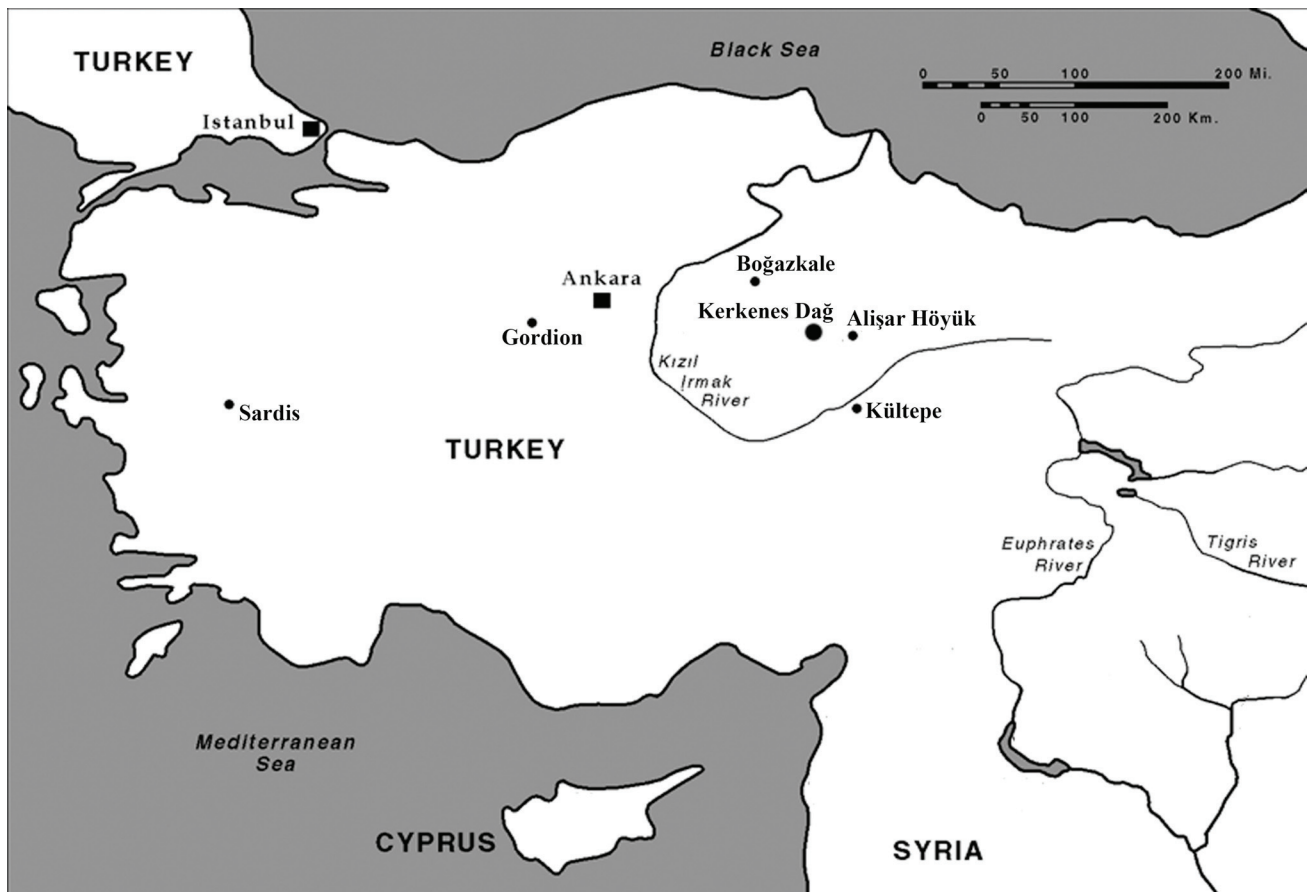 TURKEY
Black Sea
0 50 100 200 Mi.
0 50 100 200 Km.
Istanbul
Boğazkale
Ankara
Kerkenes Dağ
Alişar Höyük
Gordion
Kızıl
Irmak
River
Sardis
Kültepe
TURKEY
Euphrates
River
Tigris
River
Mediterranean
Sea
CYPRUS
SYRIA